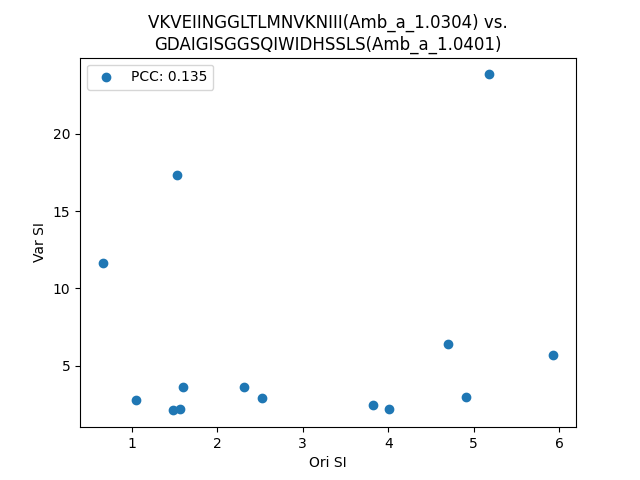 VKVEIINGGLTLMNVKNIII(Amb_a_1.0304) vs.
GDAIGISGGSQIWIDHSSLS(Amb_a_1.0401)
PCC: 0.135
20
15
10
5
Var SI
1 2 3 4 5 6
Ori SI